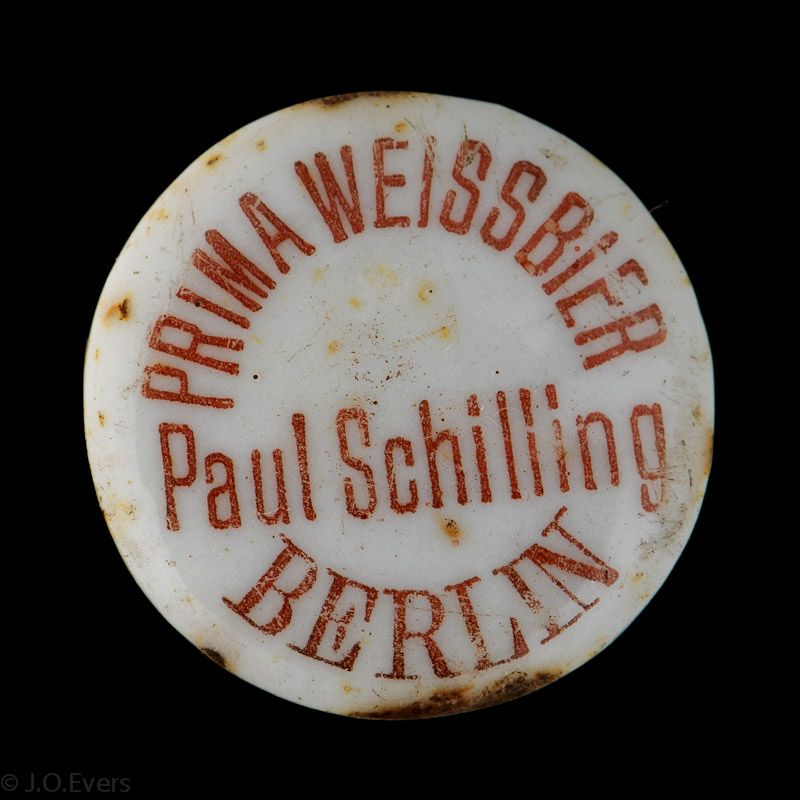 PRIMA WEISSBIER
Paul Schilling
BERLIN
© J.O.Evers